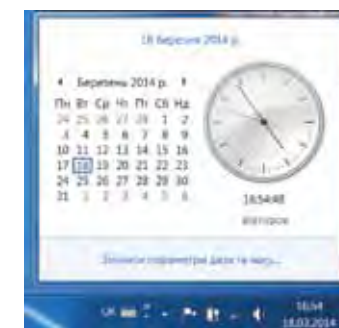 18 березня 2014 р.
Березень 2014 р.
Пн Вт Ср Чт Пт Сб Нд
24 25 26 27 28 1 2
3 4 5 6 7 8 9
10 11 12 13 14 15 16
17 18 19 20 21 22 23
24 25 26 27 28 29 30
31 1 2 3 4 5 6
16:54:48
вівторок
Змінити параметри дати та часу...
UK
16:54
18.03.2014